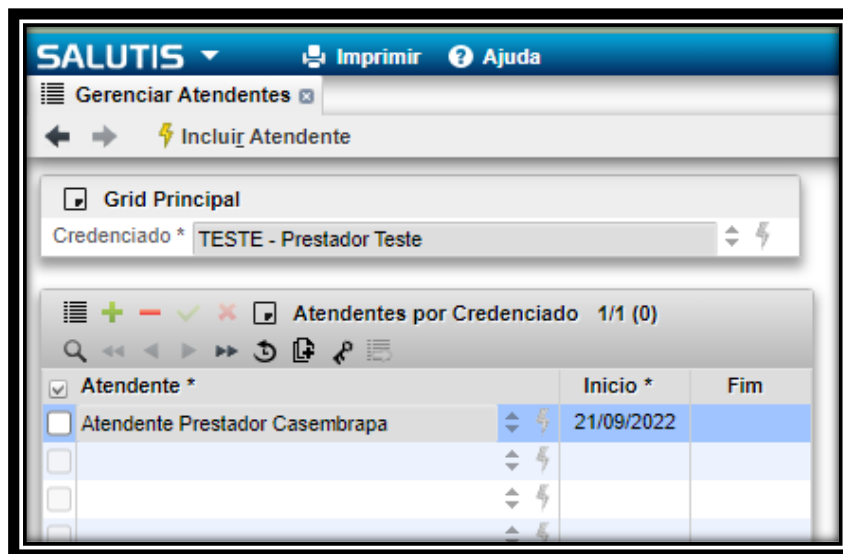 SALUTIS Imprimir Ajuda
Gerenciar Atendentes
Incluir Atendente
Grid Principal
Credenciado * TESTE - Prestador Teste
Atendentes por Credenciado 1/1 (0)
Atendente * Inicio * Fim
Atendente Prestador Casembrapa 21/09/2022